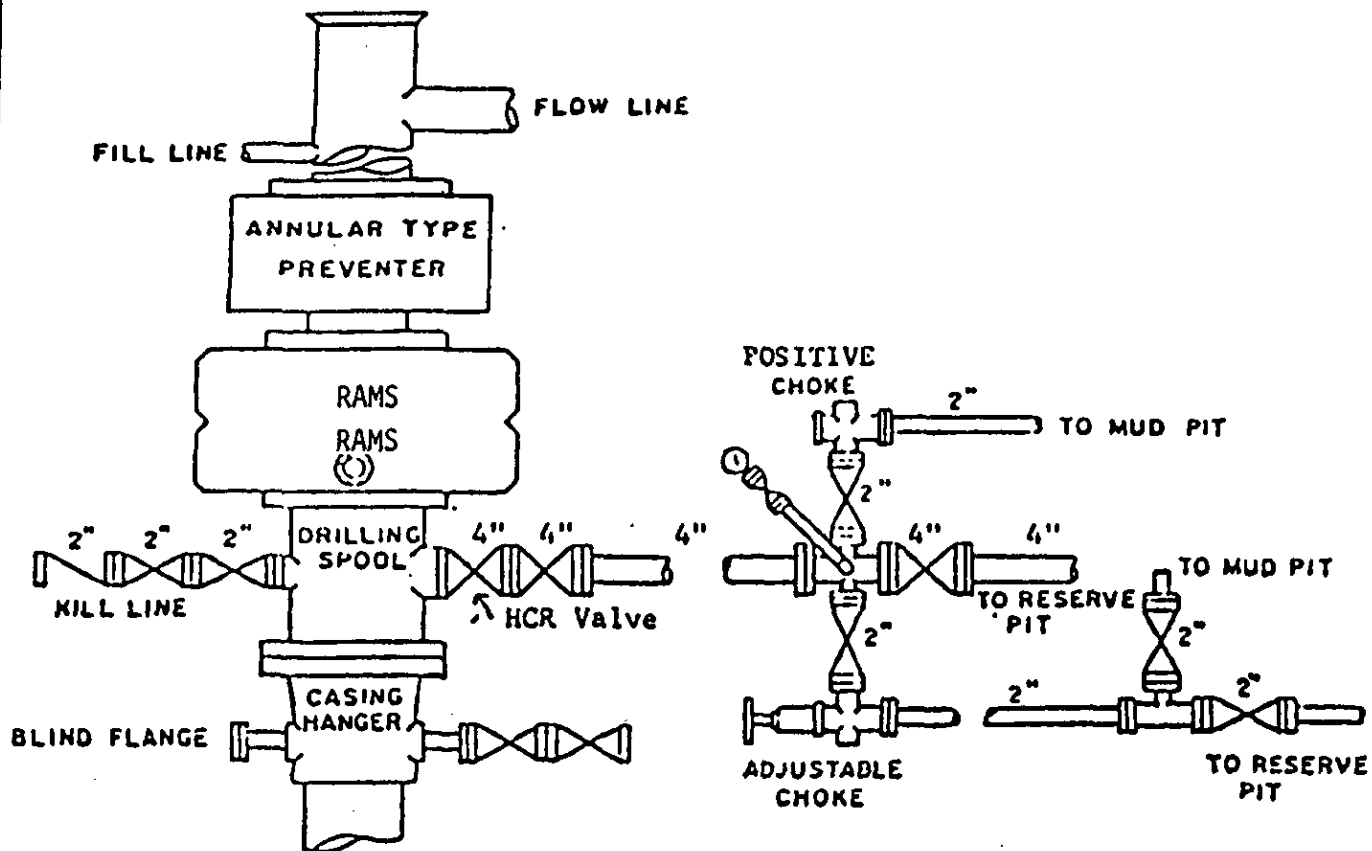 FLOW LINE
FILL LINE
ANNULAR TYPE
PREVENTER
RAMS
RAMS
POSITIVE
CHOKE
2"
TO MUD PIT
2"
2" 2" 2"
DRILLING
SPOOL
4" 4" 4"
4" 4"
KILL LINE
HCR Valve
TO RESERVE
PIT
TO MUD PIT
2"
2"
CASING
HANGER
BLIND FLANGE
2"
2"
ADJUSTABLE
CHOKE
TO RESERVE
PIT